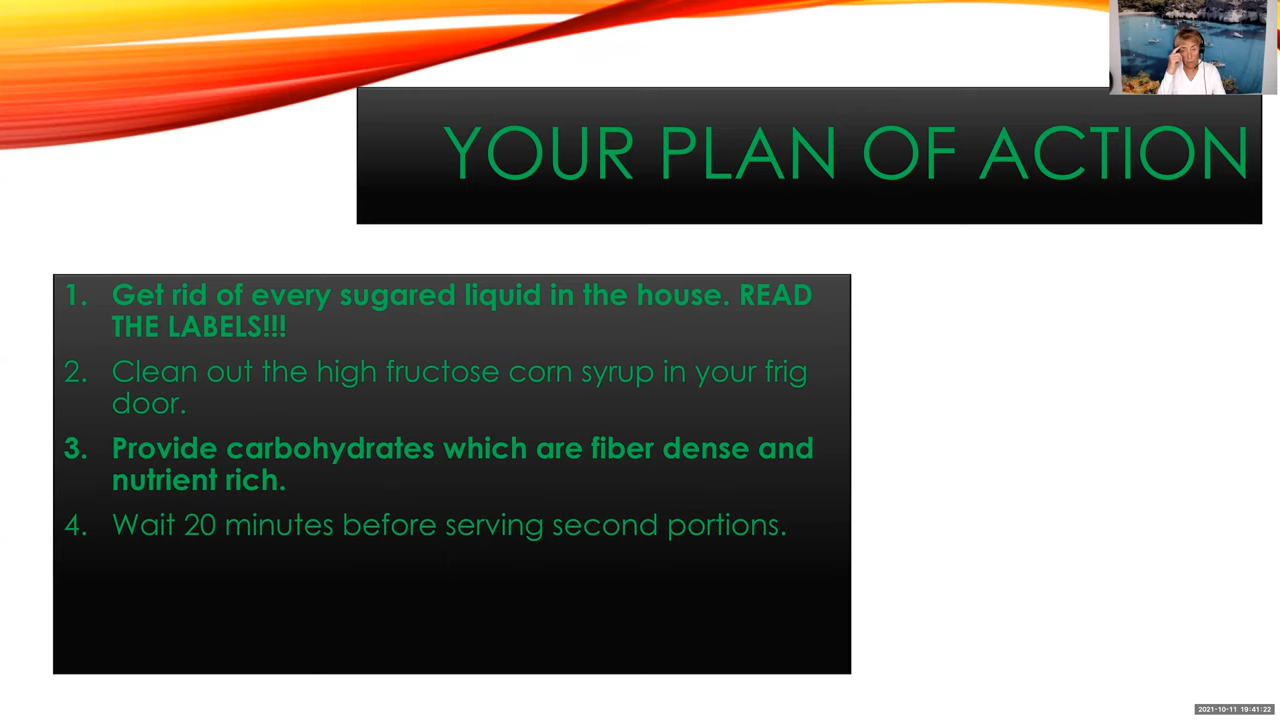 YOUR PLAN OF ACTION
1. Get rid of every sugared liquid in the house. READ
THE LABELS!!!
2. Clean out the high fructose corn syrup in your frig
door.
3. Provide carbohydrates which are fiber dense and
nutrient rich.
4. Wait 20 minutes before serving second portions.
2021-10-11 19:41:22